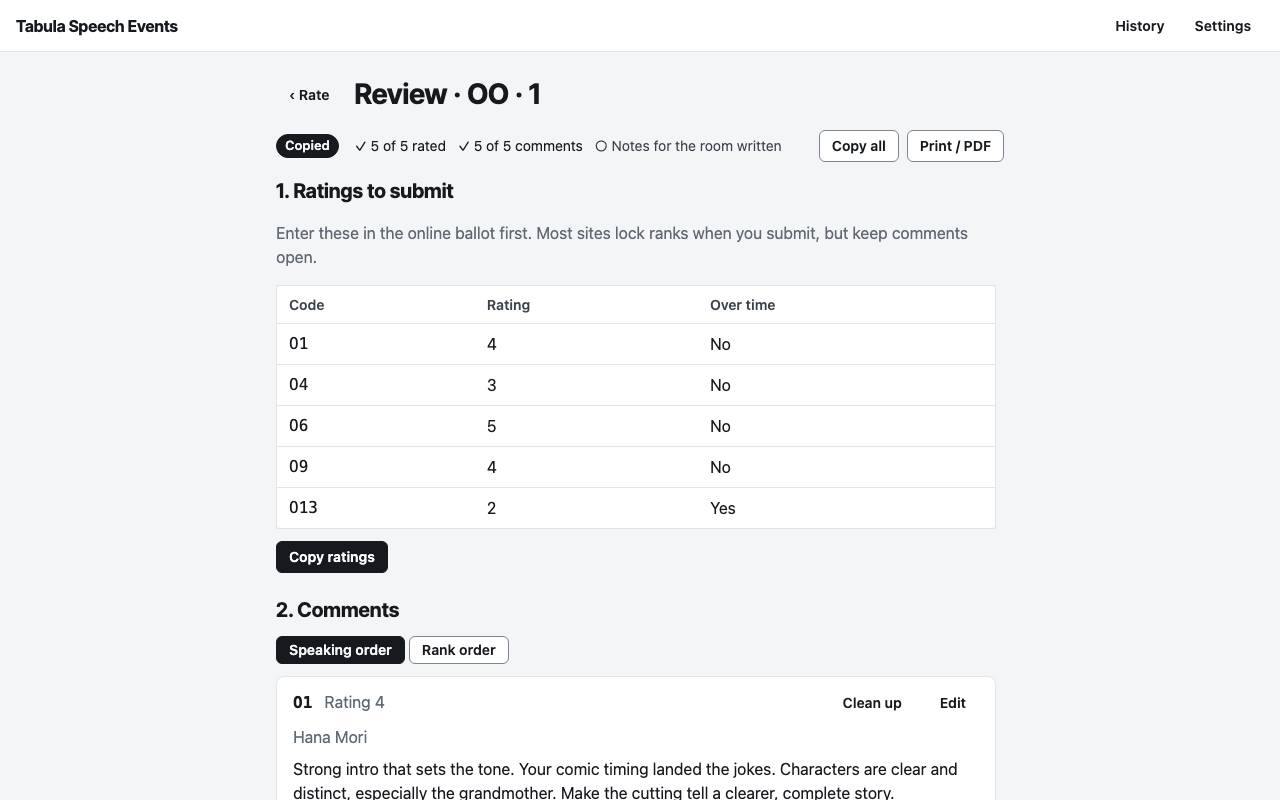 Tabula Speech Events
History
Settings
‹ Rate
Review · OO · 1
Copied
✓ 5 of 5 rated
✓ 5 of 5 comments
○ Notes for the room written
Copy all
Print / PDF
1. Ratings to submit
Enter these in the online ballot first. Most sites lock ranks when you submit, but keep comments
open.
Code Rating Over time
01 4 No
04 3 No
06 5 No
09 4 No
013 2 Yes
Copy ratings
2. Comments
Speaking order
Rank order
01 Rating 4
Clean up
Edit
Hana Mori
Strong intro that sets the tone. Your comic timing landed the jokes. Characters are clear and
distinct, especially the grandmother. Make the cutting tell a clearer, complete story.